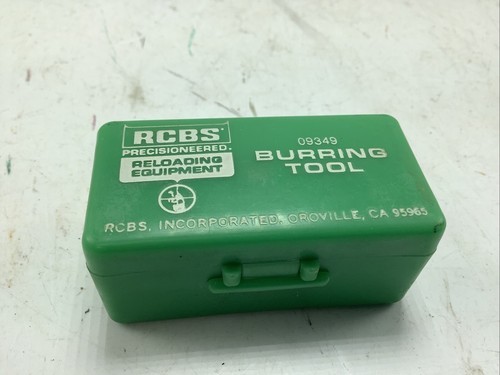 RCBS
PRECISIONEERED.
RELOADING
EQUIPMENT
09349
BURRING
TOOL
RCBS, INCORPORATED, OROVILLE, CA 95965